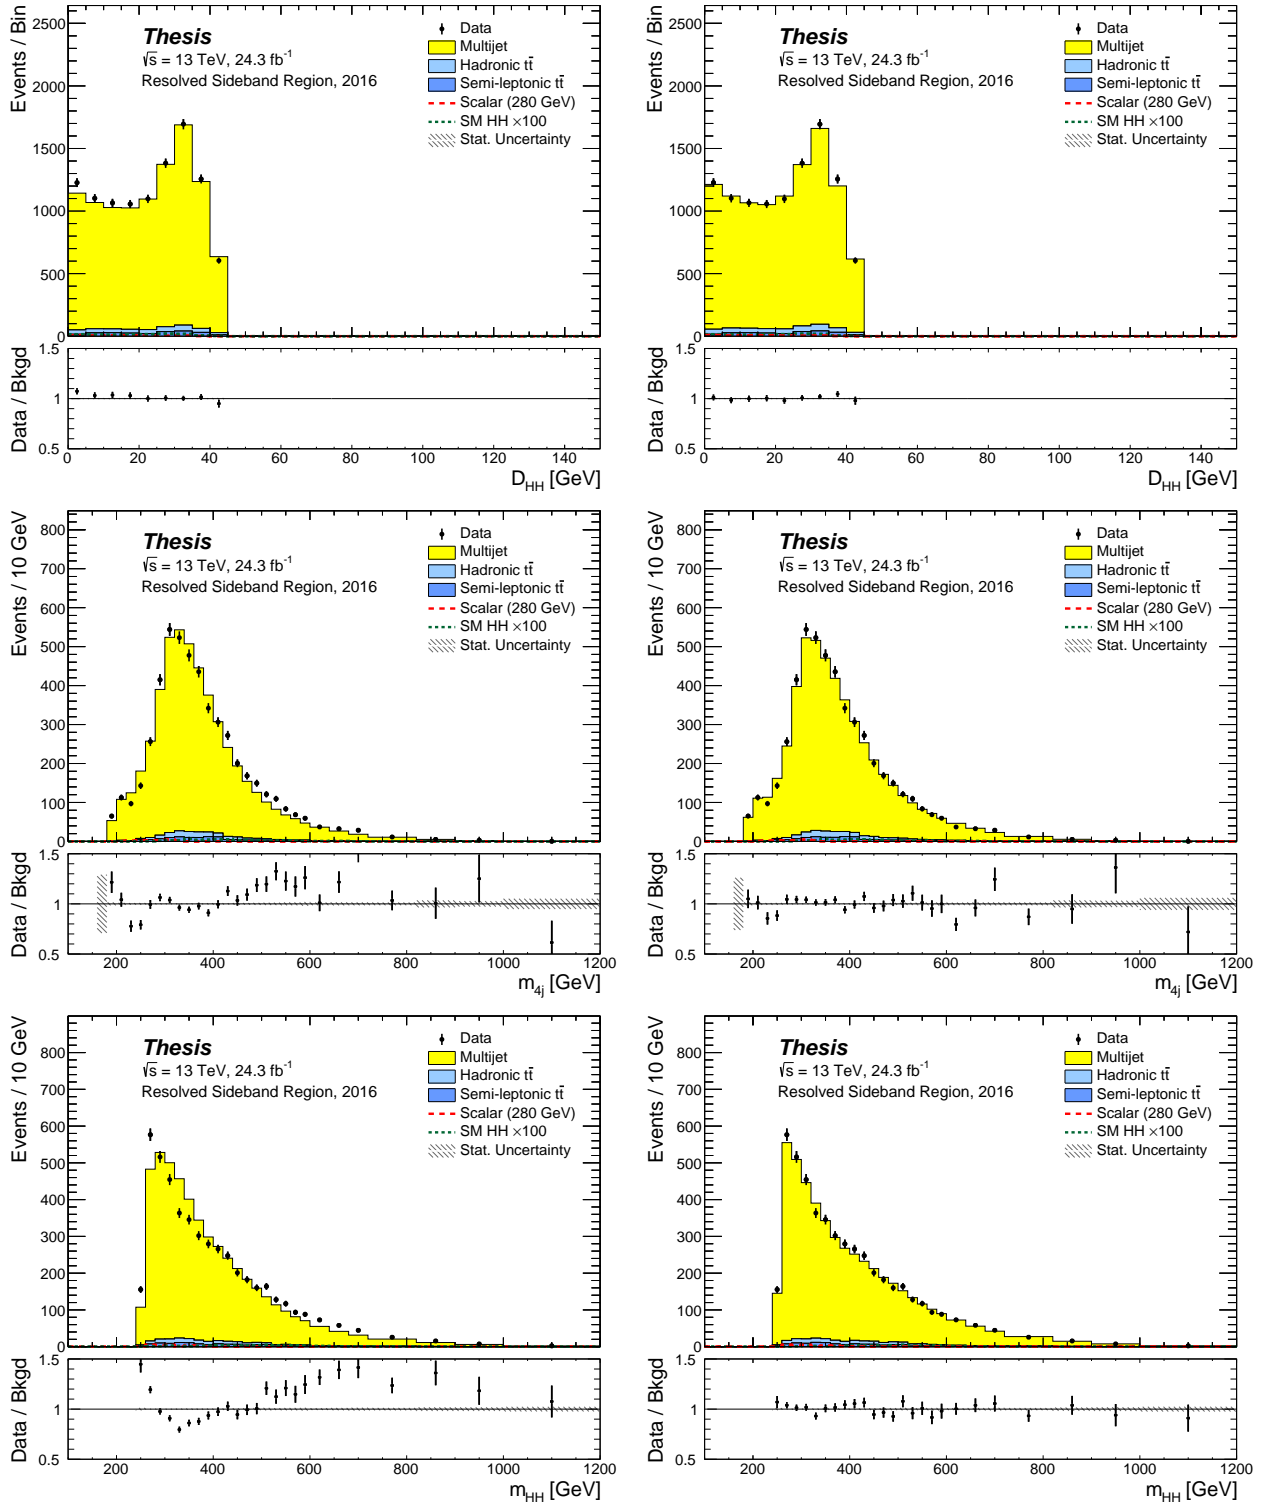 Events / Bin
2500
2000
1500
1000
500
0
Thesis
√s = 13 TeV, 24.3 fb⁻¹
Resolved Sideband Region, 2016
Data
Multijet
Hadronic tt̄
Semi-leptonic tt̄
Scalar (280 GeV)
SM HH ×100
Stat. Uncertainty
Data / Bkgd
1.5
1
0.5
0 20 40 60 80 100 120 140
D_HH [GeV]
Events / Bin
2500
2000
1500
1000
500
0
Thesis
√s = 13 TeV, 24.3 fb⁻¹
Resolved Sideband Region, 2016
Data
Multijet
Hadronic tt̄
Semi-leptonic tt̄
Scalar (280 GeV)
SM HH ×100
Stat. Uncertainty
Data / Bkgd
1.5
1
0.5
0 20 40 60 80 100 120 140
D_HH [GeV]
Events / 10 GeV
800
700
600
500
400
300
200
100
0
Thesis
√s = 13 TeV, 24.3 fb⁻¹
Resolved Sideband Region, 2016
Data
Multijet
Hadronic tt̄
Semi-leptonic tt̄
Scalar (280 GeV)
SM HH ×100
Stat. Uncertainty
Data / Bkgd
1.5
1
0.5
200 400 600 800 1000 1200
m_4j [GeV]
Events / 10 GeV
800
700
600
500
400
300
200
100
0
Thesis
√s = 13 TeV, 24.3 fb⁻¹
Resolved Sideband Region, 2016
Data
Multijet
Hadronic tt̄
Semi-leptonic tt̄
Scalar (280 GeV)
SM HH ×100
Stat. Uncertainty
Data / Bkgd
1.5
1
0.5
200 400 600 800 1000 1200
m_4j [GeV]
Events / 10 GeV
800
700
600
500
400
300
200
100
0
Thesis
√s = 13 TeV, 24.3 fb⁻¹
Resolved Sideband Region, 2016
Data
Multijet
Hadronic tt̄
Semi-leptonic tt̄
Scalar (280 GeV)
SM HH ×100
Stat. Uncertainty
Data / Bkgd
1.5
1
0.5
200 400 600 800 1000 1200
m_HH [GeV]
Events / 10 GeV
800
700
600
500
400
300
200
100
0
Thesis
√s = 13 TeV, 24.3 fb⁻¹
Resolved Sideband Region, 2016
Data
Multijet
Hadronic tt̄
Semi-leptonic tt̄
Scalar (280 GeV)
SM HH ×100
Stat. Uncertainty
Data / Bkgd
1.5
1
0.5
200 400 600 800 1000 1200
m_HH [GeV]